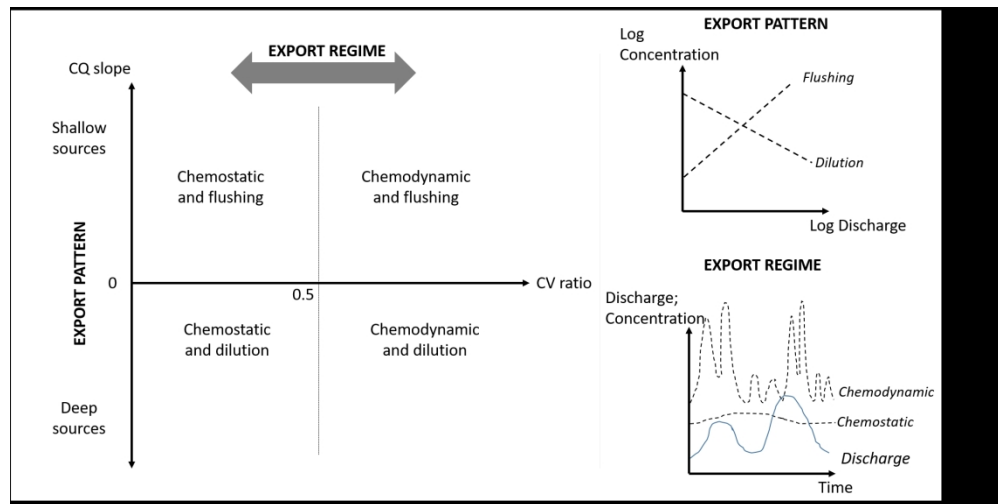 EXPORT REGIME
CQ slope
Shallow
sources
Chemostatic
and flushing
Chemodynamic
and flushing
EXPORT PATTERN
0
0.5
CV ratio
Chemostatic
and dilution
Chemodynamic
and dilution
Deep
sources
EXPORT PATTERN
Log
Concentration
Flushing
Dilution
Log Discharge
EXPORT REGIME
Discharge;
Concentration
Chemodynamic
Chemostatic
Discharge
Time